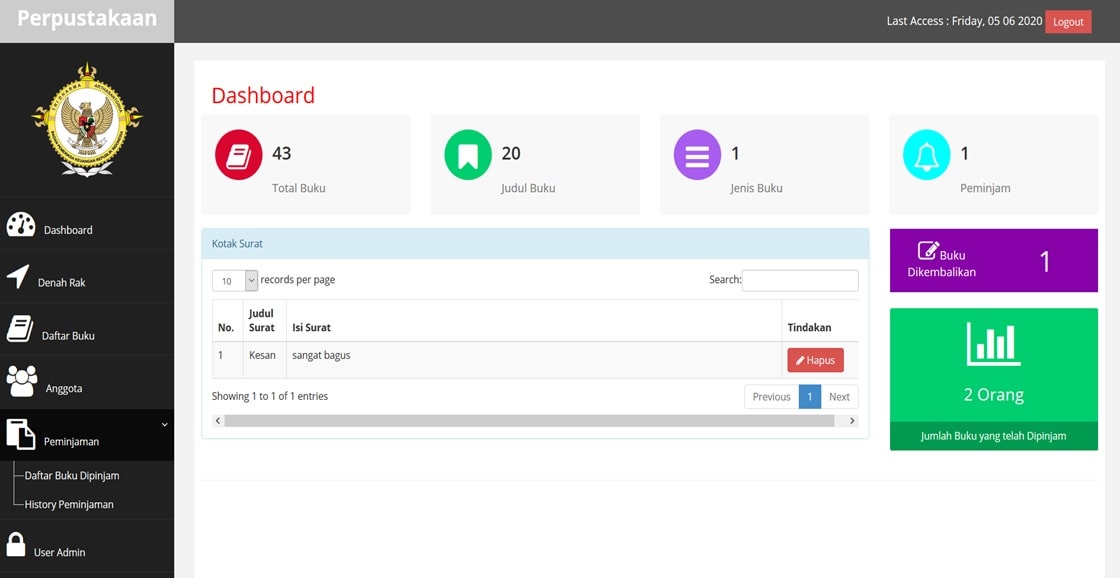 Perpustakaan
Last Access : Friday, 05 06 2020 Logout
Dashboard
Denah Rak
Daftar Buku
Anggota
Peminjaman
Daftar Buku Dipinjam
History Peminjaman
User Admin
Dashboard
43
Total Buku
20
Judul Buku
1
Jenis Buku
1
Peminjam
Kotak Surat
10 records per page
Search:
No. Judul Surat Isi Surat Tindakan
1 Kesan sangat bagus Hapus
Showing 1 to 1 of 1 entries
Previous 1 Next
Buku
Dikembalikan
1
2 Orang
Jumlah Buku yang telah Dipinjam